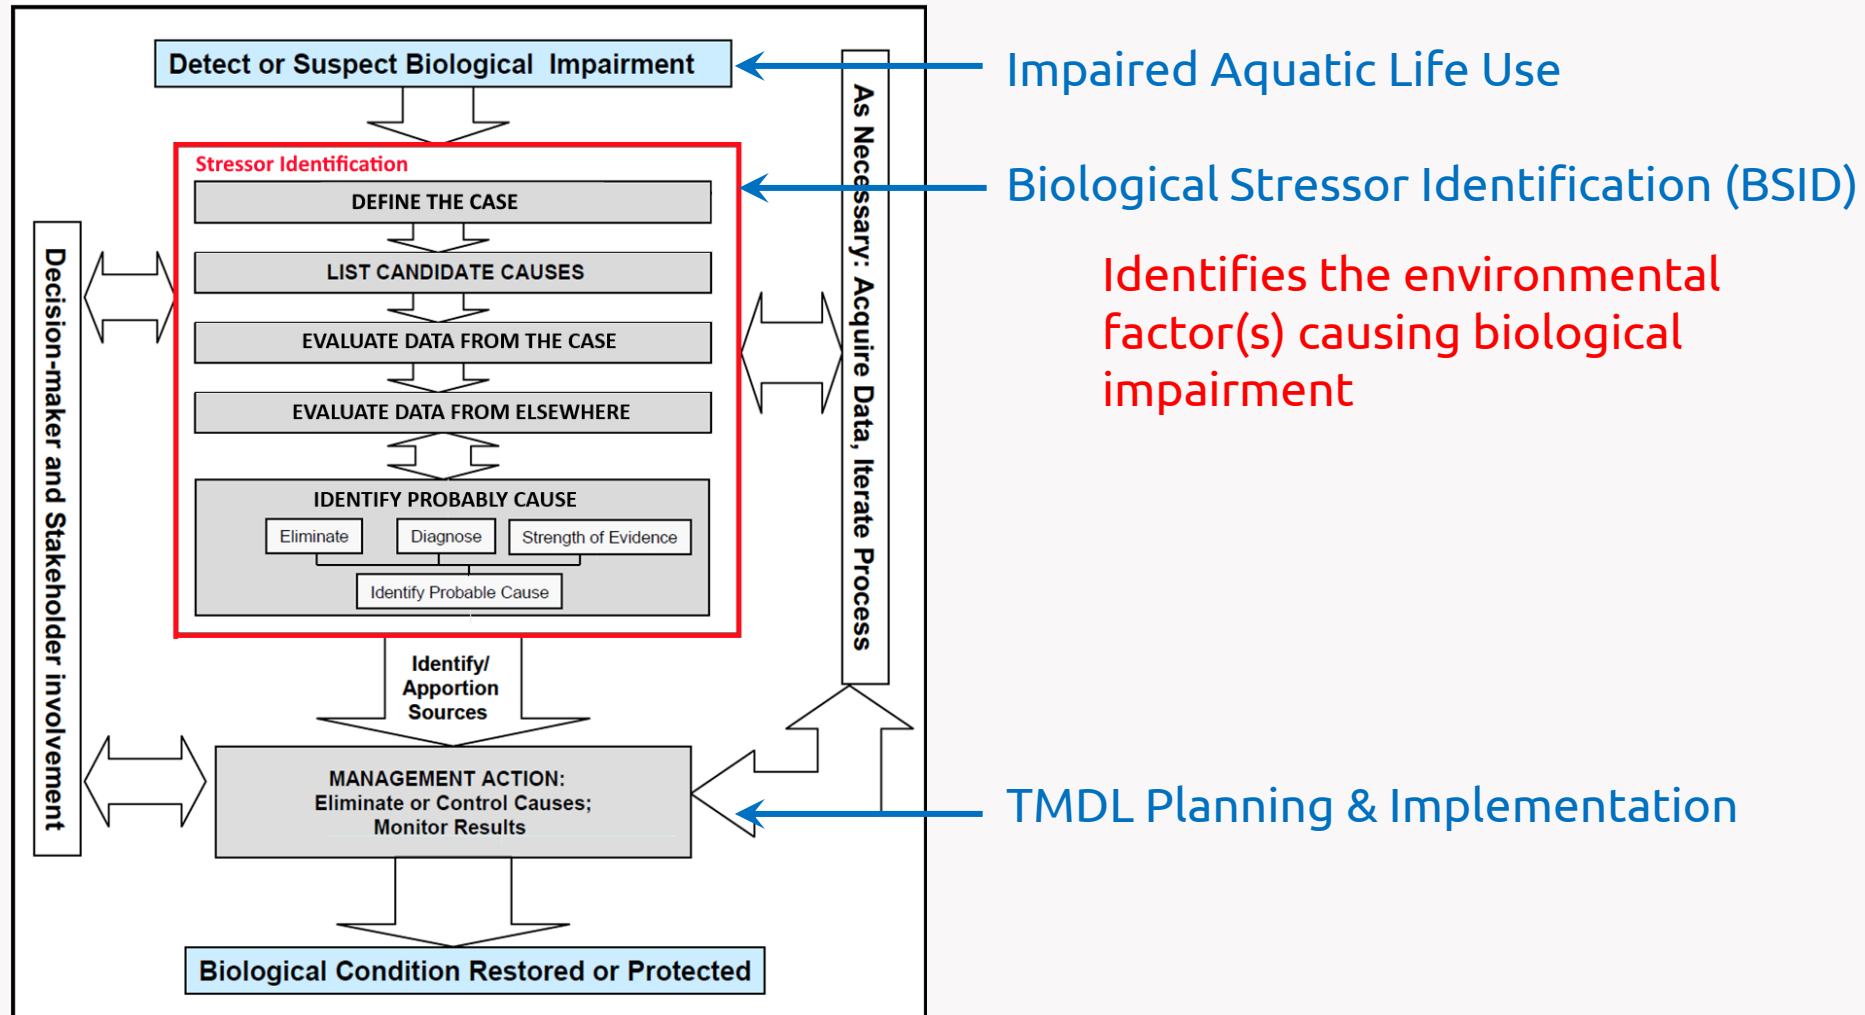 Detect or Suspect Biological Impairment
Impaired Aquatic Life Use
Stressor Identification
DEFINE THE CASE
LIST CANDIDATE CAUSES
EVALUATE DATA FROM THE CASE
EVALUATE DATA FROM ELSEWHERE
IDENTIFY PROBABLY CAUSE
Eliminate
Diagnose
Strength of Evidence
Identify Probable Cause
Decision-maker and Stakeholder involvement
As Necessary: Acquire Data, Iterate Process
Biological Stressor Identification (BSID)
Identifies the environmental
factor(s) causing biological
impairment
Identify/
Apportion
Sources
MANAGEMENT ACTION:
Eliminate or Control Causes;
Monitor Results
TMDL Planning & Implementation
Biological Condition Restored or Protected